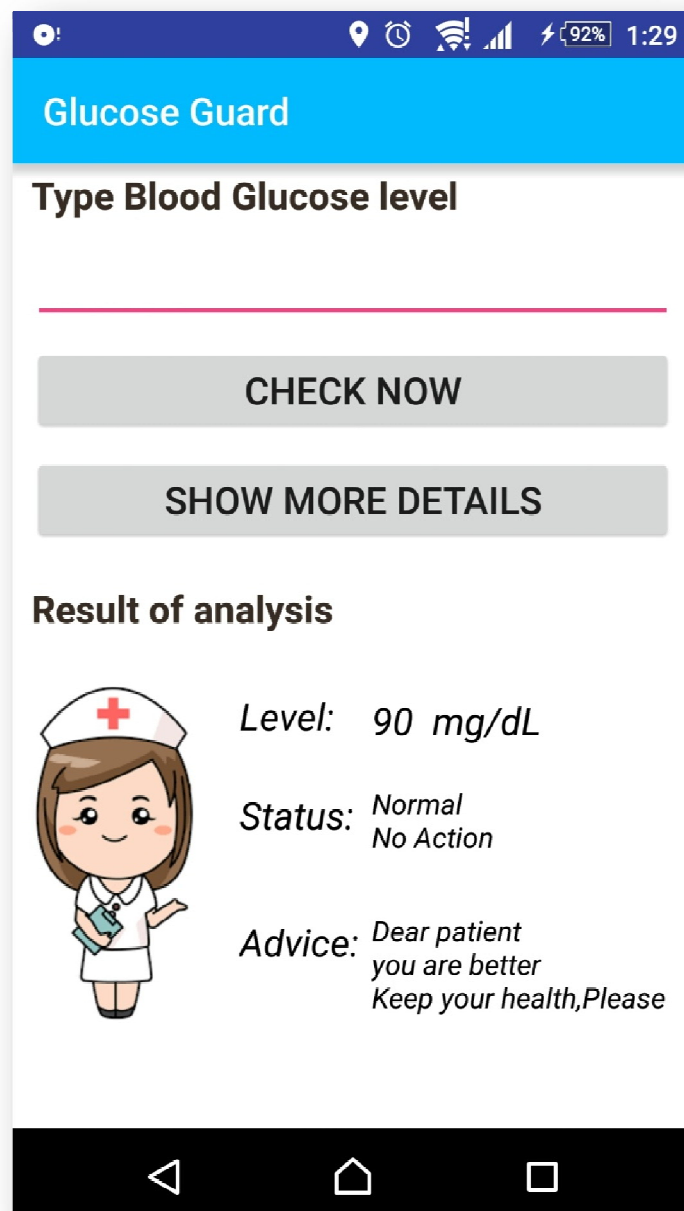 92% 1:29
Glucose Guard
Type Blood Glucose level
CHECK NOW
SHOW MORE DETAILS
Result of analysis
Level: 90 mg/dL
Status: Normal
No Action
Advice: Dear patient
you are better
Keep your health,Please